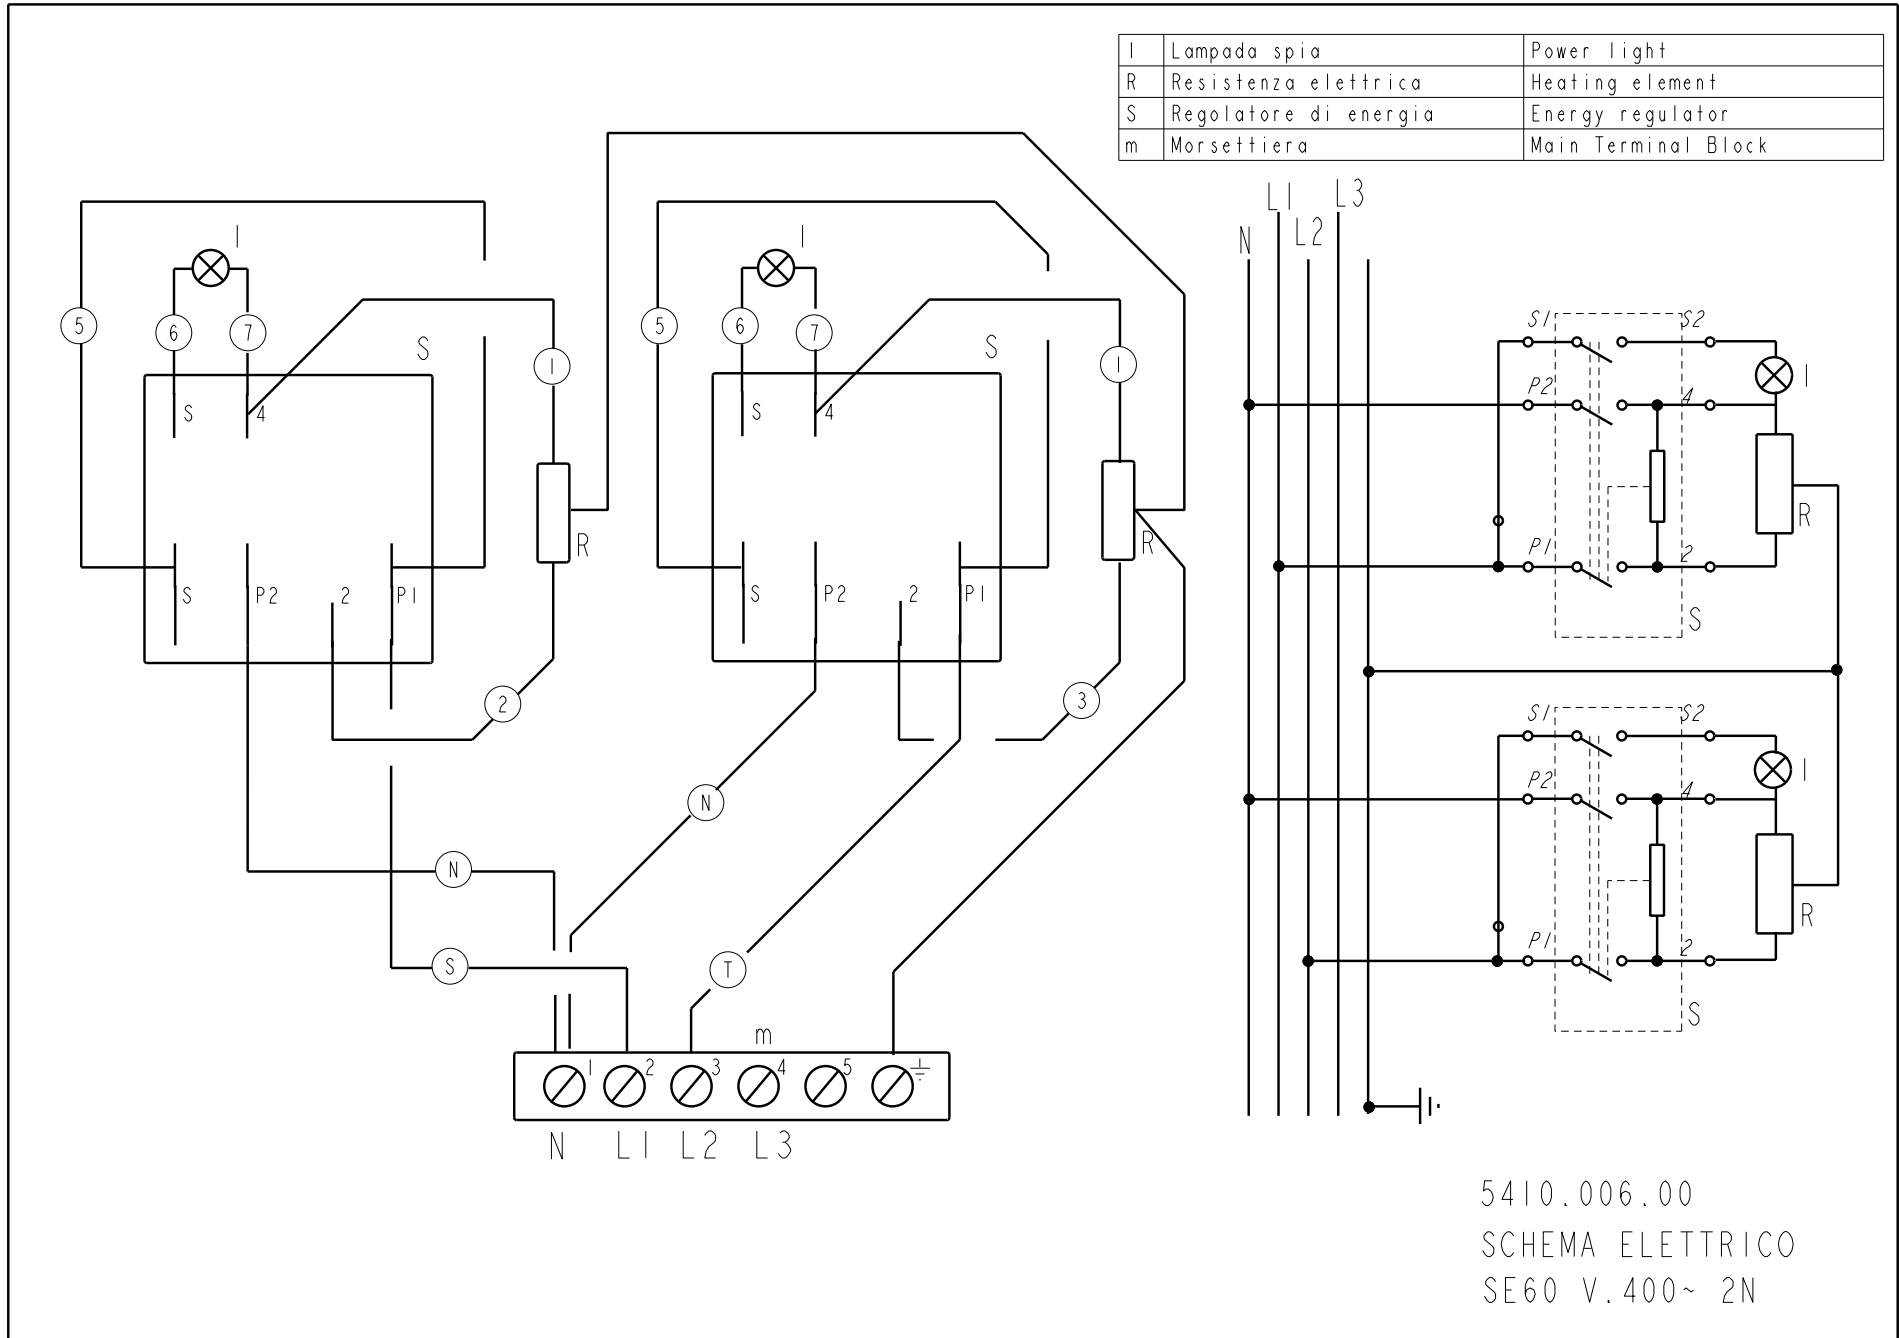 I Lampada spia Power light
R Resistenza elettrica Heating element
S Regolatore di energia Energy regulator
m Morsettiera Main Terminal Block
L1 L3
L2
N
I I
5 6 7 S 1
5 6 7 S 1
S 4
S 4
R R
S P2 2 P1
S P2 2 P1
2 3
N
N
S T
m
1 2 3 4 5
N L1 L2 L3
S1 S2
I
P2 4
R
P1 2
S
S1 S2
I
P2 4
R
P1 2
S
5410.006.00
SCHEMA ELETTRICO
SE60 V.400~ 2N